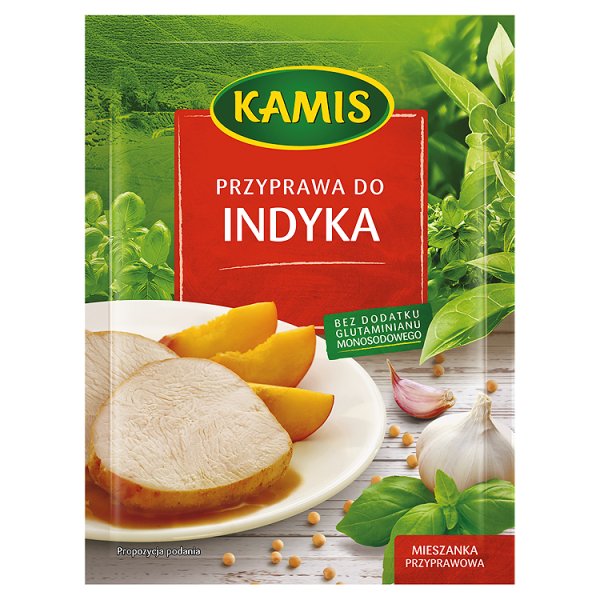 KAMIS
PRZYPRAWA DO
INDYKA
BEZ DODATKU
GLUTAMINIANU
MONOSODOWEGO
Propozycja podania
MIESZANKA
PRZYPRAWOWA